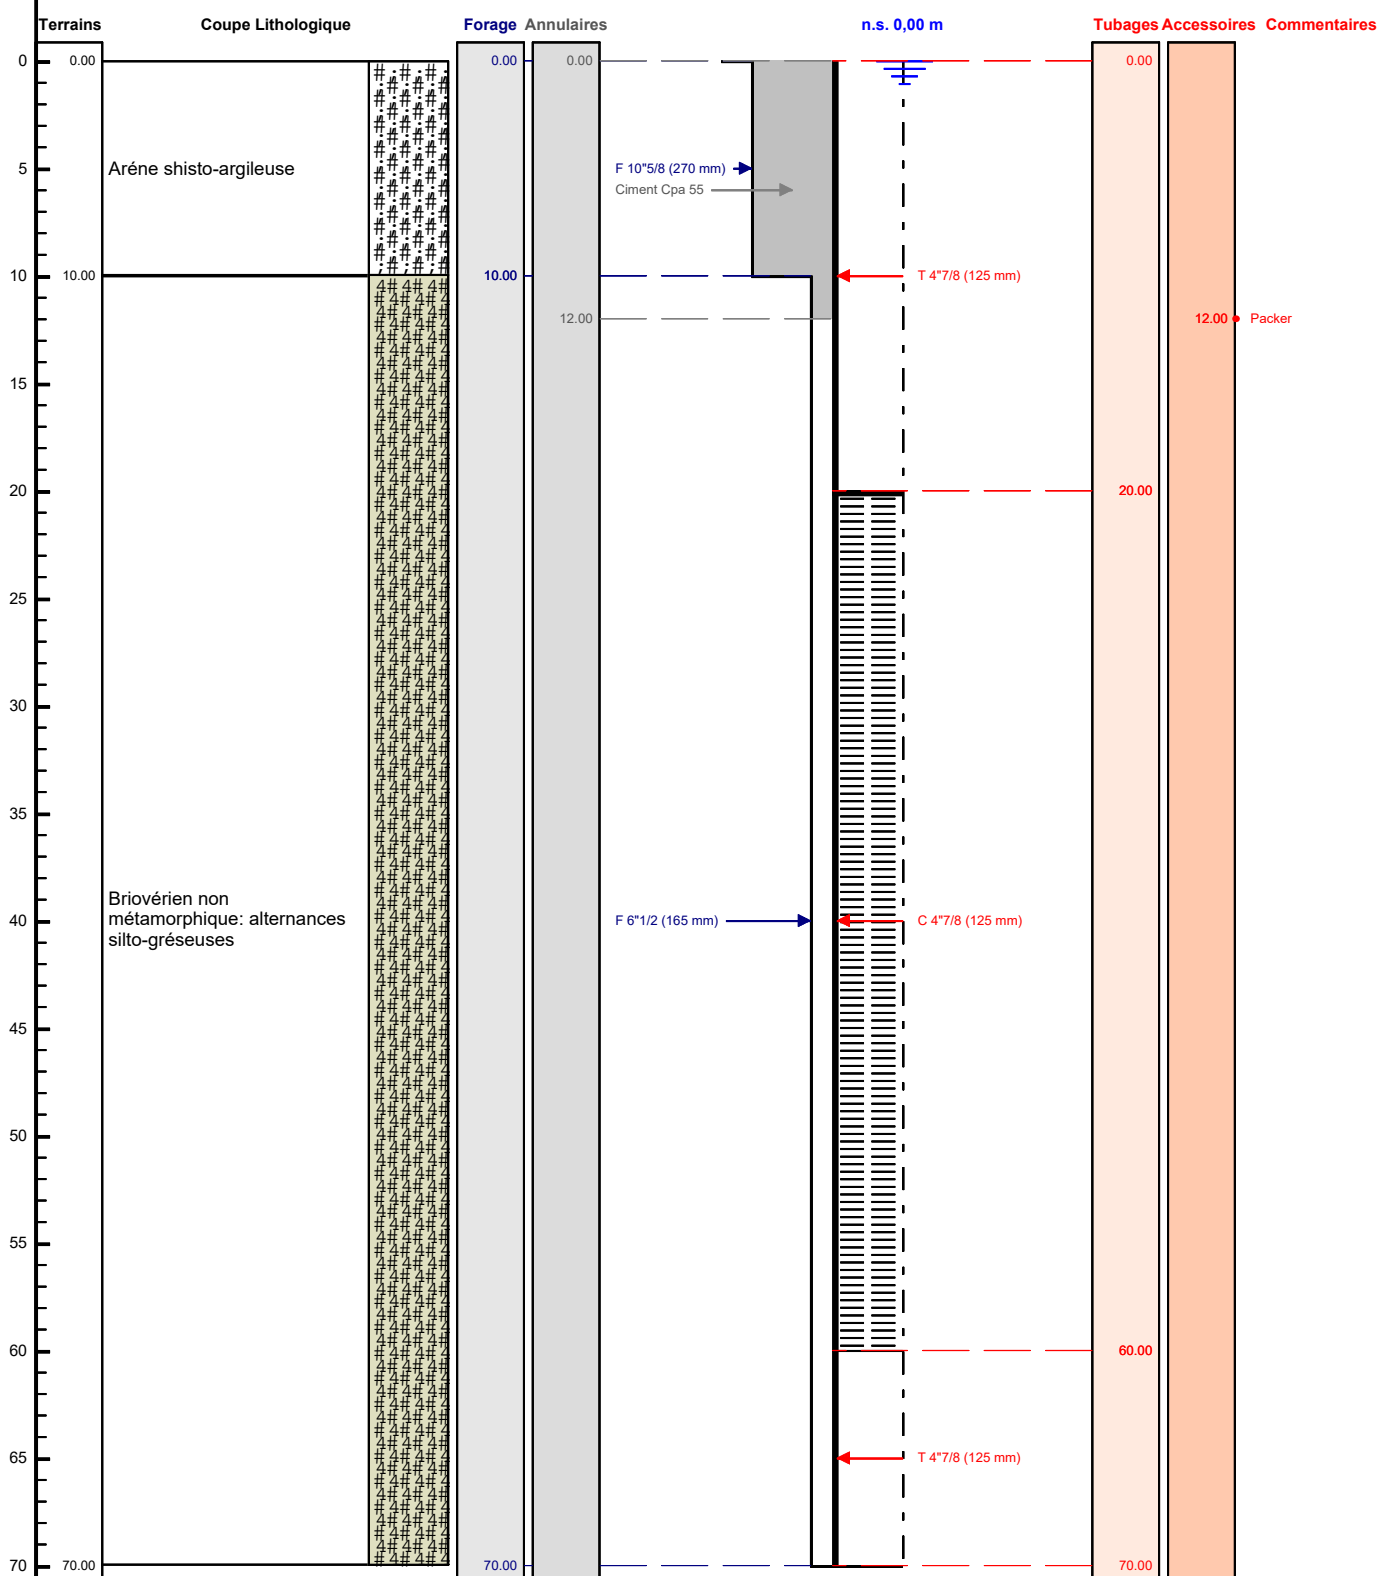 Terrains Coupe Lithologique Forage Annulaires n.s. 0,00 m Tubages Accessoires Commentaires
0 0.00 0.00 0.00 0.00
Aréne shisto-argileuse
5 F 10"5/8 (270 mm)
Ciment Cpa 55
10 10.00 10.00 T 4"7/8 (125 mm)
12.00 12.00 Packer
15
20 20.00
25
30
35
Briovérien non
métamorphique: alternances
silto-gréseuses
40 F 6"1/2 (165 mm) C 4"7/8 (125 mm)
45
50
55
60 60.00
65 T 4"7/8 (125 mm)
70 70.00 70.00 70.00